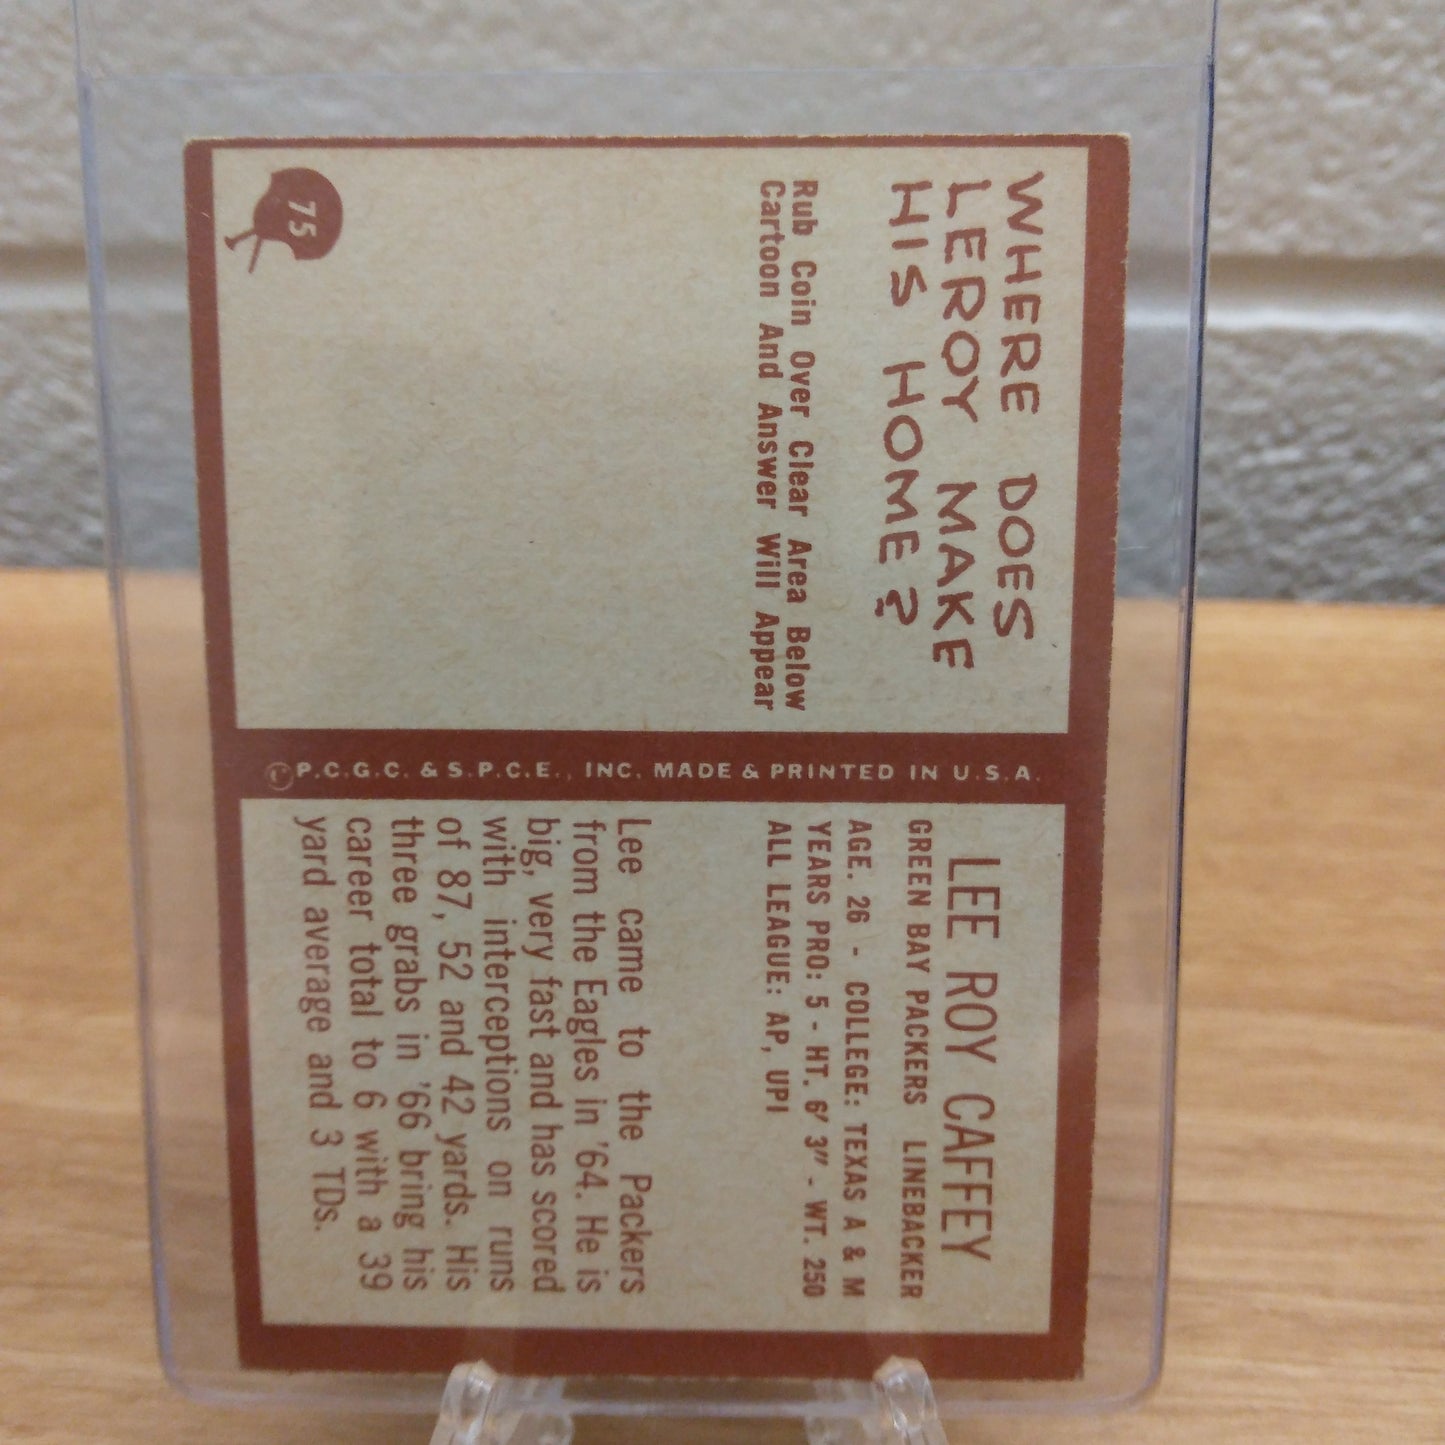 WHERE DOES
LEROY MAKE
HIS HOME?
Rub Coin Over Clear Area Below
Cartoon And Answer Will Appear
75
P.C.G.C. & S.P.C.E., INC. MADE & PRINTED IN U.S.A.
LEE ROY CAFFEY
GREEN BAY PACKERS LINEBACKER
AGE. 26 - COLLEGE: TEXAS A & M
YEARS PRO: 5 - HT. 6' 3" - WT. 250
ALL LEAGUE: AP, UPI
Lee came to the Packers
from the Eagles in '64. He is
big, very fast and has scored
with interceptions on runs
of 87, 52 and 42 yards. His
three grabs in '66 bring his
career total to 6 with a 39
yard average and 3 TDs.